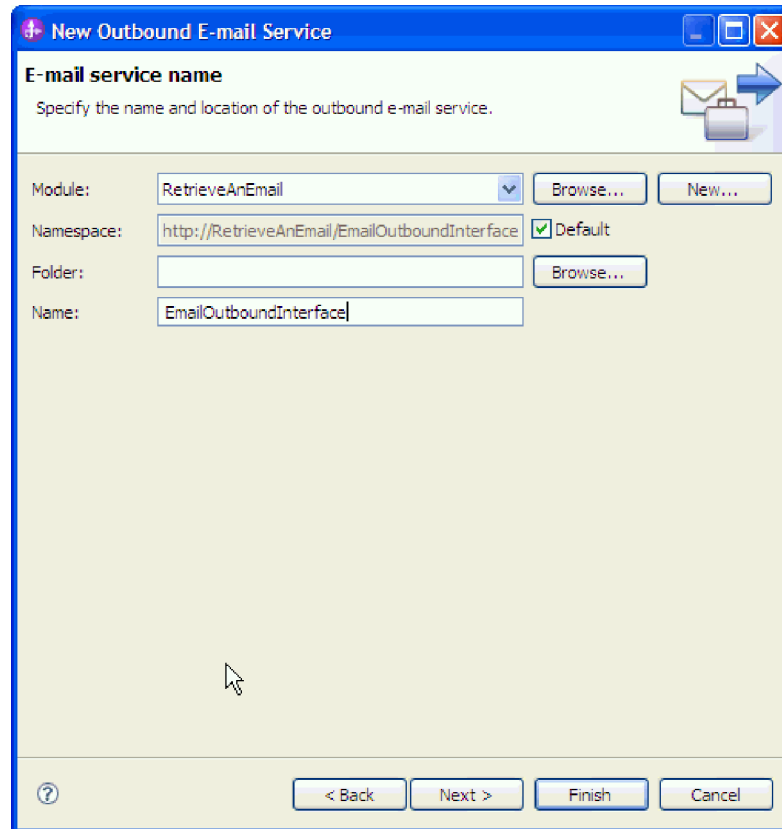 New Outbound E-mail Service
E-mail service name
Specify the name and location of the outbound e-mail service.
Module: RetrieveAnEmail Browse... New...
Namespace: http://RetrieveAnEmail/EmailOutboundInterface Default
Folder: Browse...
Name: EmailOutboundInterface
? < Back Next > Finish Cancel